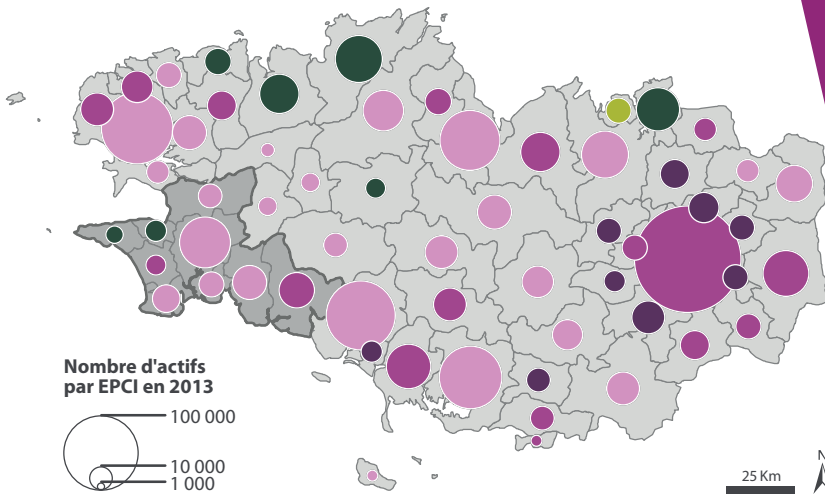 Nombre d'actifs
par EPCI en 2013
100 000
10 000
1 000
25 Km
N